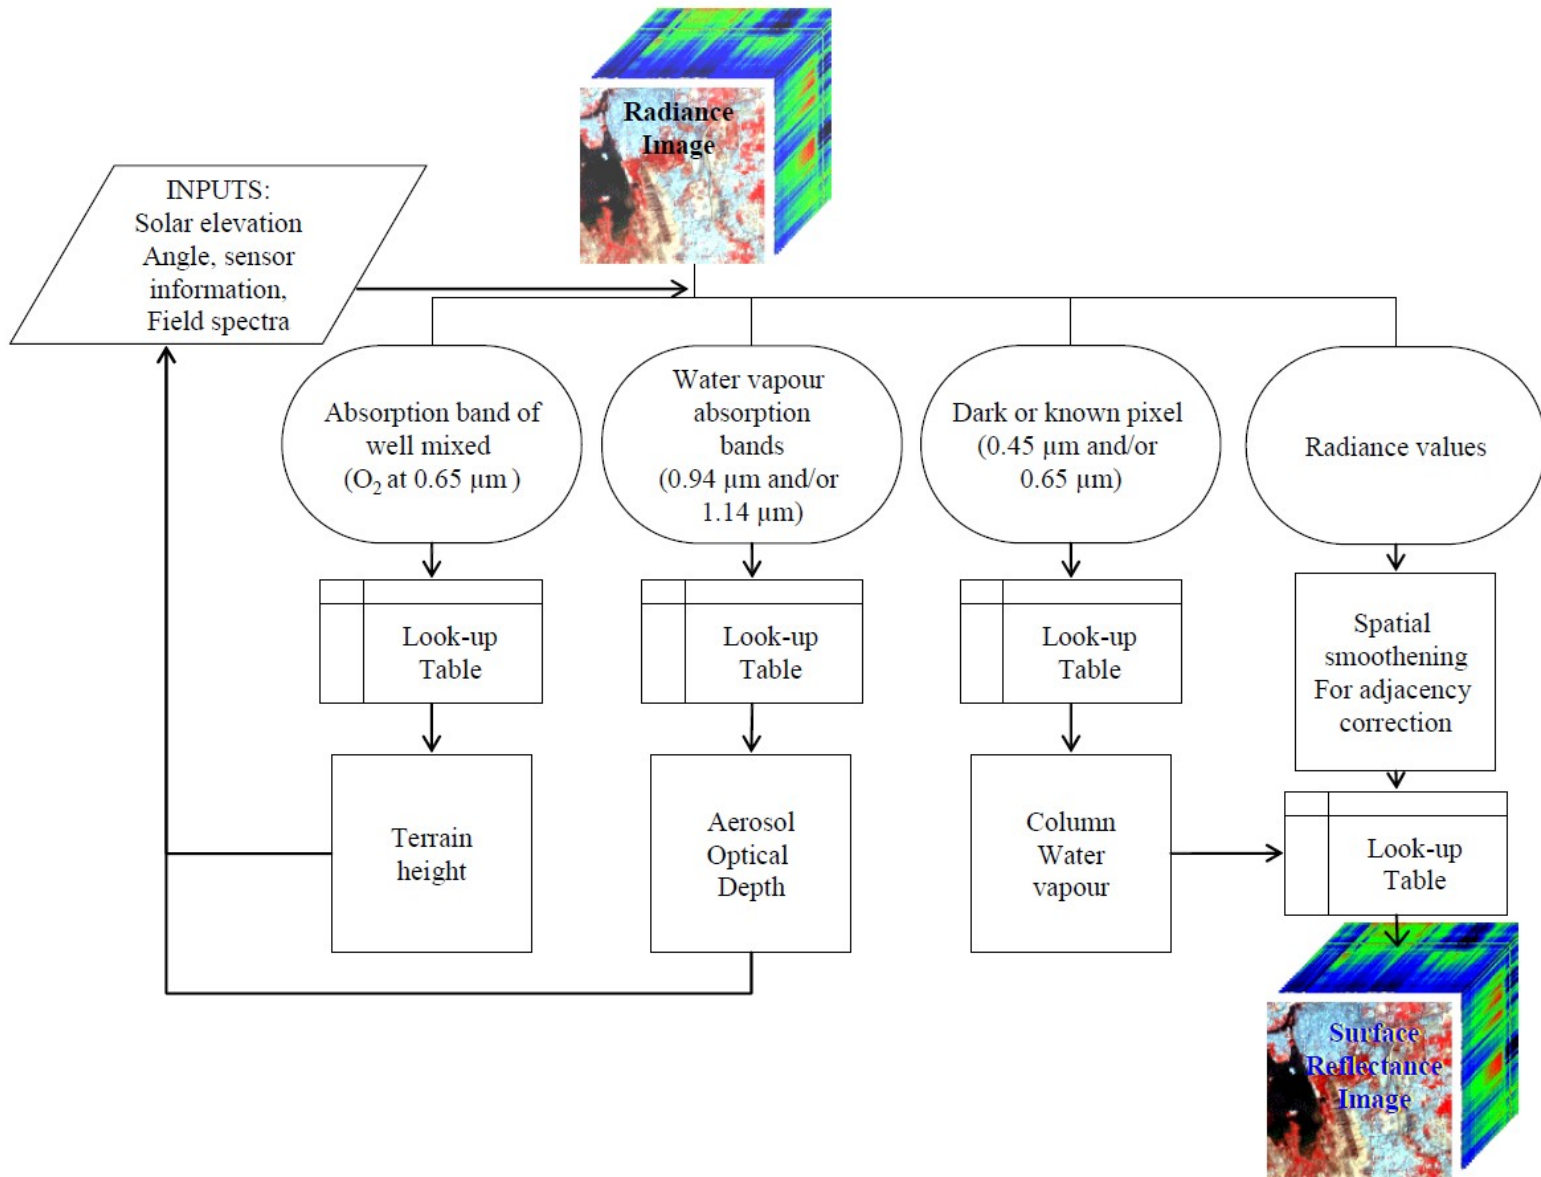 Radiance
Image
INPUTS:
Solar elevation
Angle, sensor
information,
Field spectra
Absorption band of
well mixed
(O₂ at 0.65 µm )
Water vapour
absorption
bands
(0.94 µm and/or
1.14 µm)
Dark or known pixel
(0.45 µm and/or
0.65 µm)
Radiance values
Look-up
Table
Look-up
Table
Look-up
Table
Spatial
smoothening
For adjacency
correction
Terrain
height
Aerosol
Optical
Depth
Column
Water
vapour
Look-up
Table
Surface
Reflectance
Image